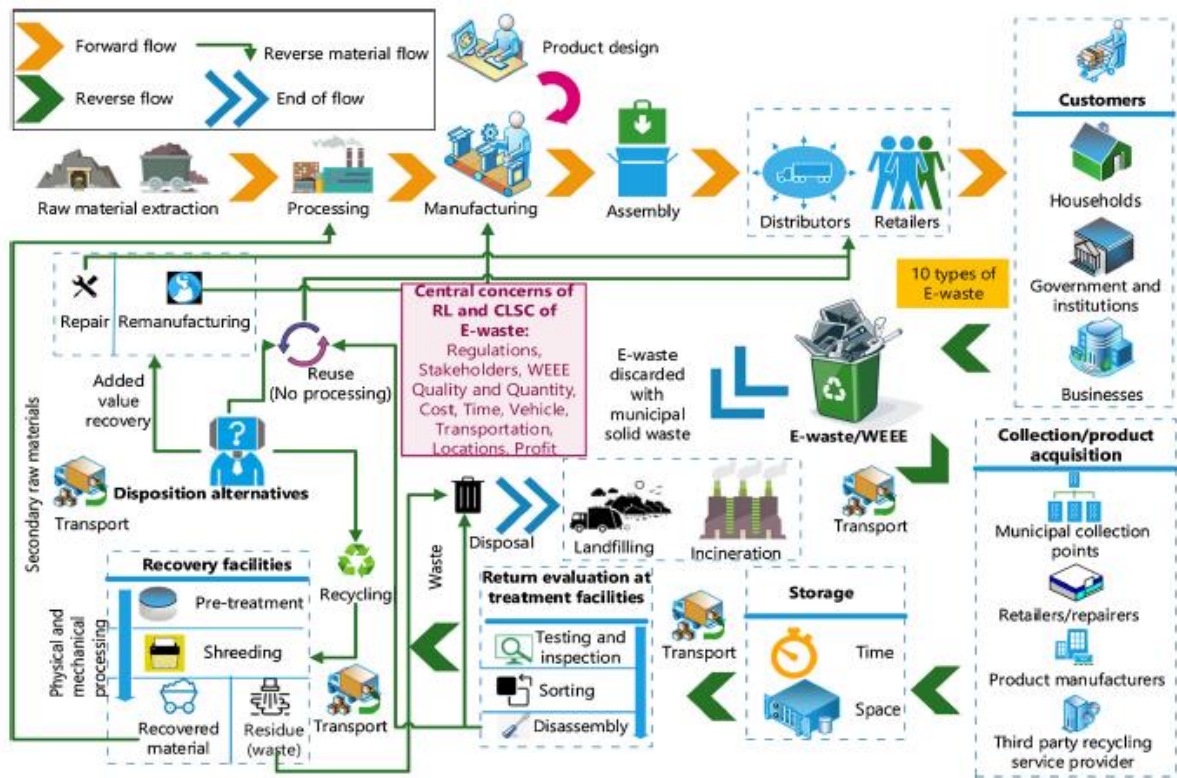 Forward flow
Reverse material flow
Reverse flow
End of flow
Product design
Raw material extraction
Processing
Manufacturing
Assembly
Distributors
Retailers
Customers
Households
Government and
institutions
Businesses
10 types of
E-waste
Repair
Remanufacturing
Reuse
(No processing)
Central concerns of
RL and CLSC of
E-waste:
Regulations,
Stakeholders, WEEE
Quality and Quantity,
Cost, Time, Vehicle,
Transportation,
Locations, Profit
E-waste
discarded
with
municipal
solid waste
E-waste/WEEE
Added
value
recovery
Secondary raw materials
Disposition alternatives
Transport
Transport
Collection/product
acquisition
Municipal collection
points
Retailers/repairers
Product manufacturers
Third party recycling
service provider
Disposal
Landfilling
Incineration
Waste
Recycling
Recovery facilities
Pre-treatment
Shreeding
Recovered
material
Residue
(waste)
Physical and
mechanical
processing
Transport
Return evaluation at
treatment facilities
Testing and
inspection
Sorting
Disassembly
Transport
Storage
Time
Space